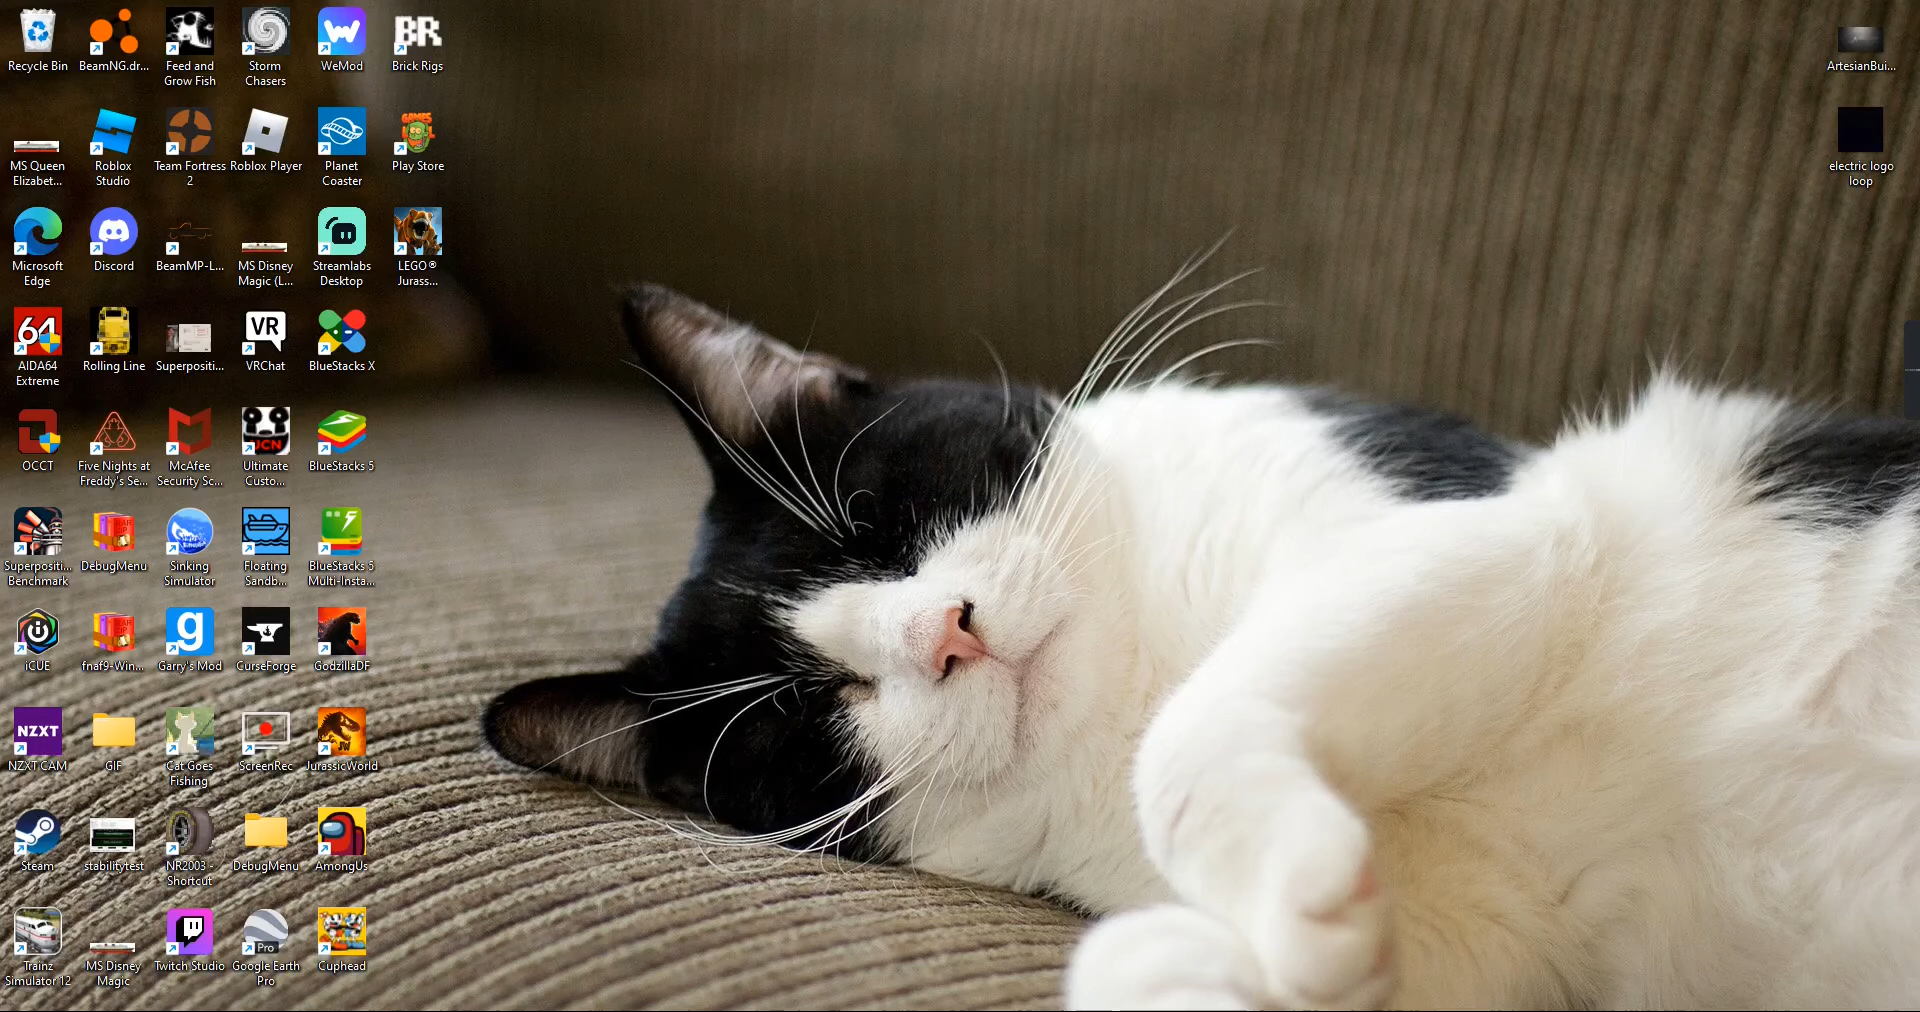 Recycle Bin
BeamNG.dr...
Feed and
Grow Fish
Storm
Chasers
WeMod
BR
Brick Rigs
ArtesianBui...
MS Queen
Elizabet...
Roblox
Studio
Team Fortress
2
Roblox Player
Planet
Coaster
GAMES
LOL
Play Store
electric logo
loop
Microsoft
Edge
Discord
BeamMP-L...
MS Disney
Magic (L...
Streamlabs
Desktop
LEGO®
Jurass...
64
AIDA64
Extreme
Rolling Line
Superpositi...
VR
VRChat
BlueStacks X
OCCT
Five Nights at
Freddy's Se...
McAfee
Security Sc...
UCN
Ultimate
Custo...
BlueStacks 5
Superpositi...
Benchmark
DebugMenu
Sinking
Simulator
Floating
Sandb...
BlueStacks 5
Multi-Insta...
iCUE
fnaf9-Win...
g
Garry's Mod
CurseForge
GodzillaDF
NZXT
NZXT CAM
GIF
Cat Goes
Fishing
ScreenRec
JW
JurassicWorld
Steam
stabilitytest
NR2003 -
Shortcut
DebugMenu
AmongUs
Trainz
Simulator 12
MS Disney
Magic
Twitch Studio
Pro
Google Earth
Pro
Cuphead